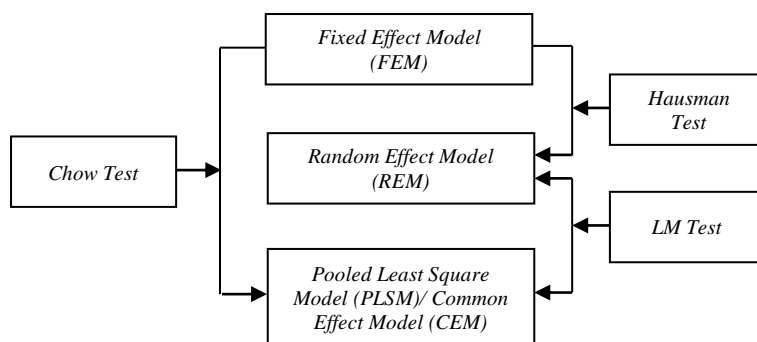 Fixed Effect Model
(FEM)
Hausman
Test
Chow Test
Random Effect Model
(REM)
LM Test
Pooled Least Square
Model (PLSM)/ Common
Effect Model (CEM)